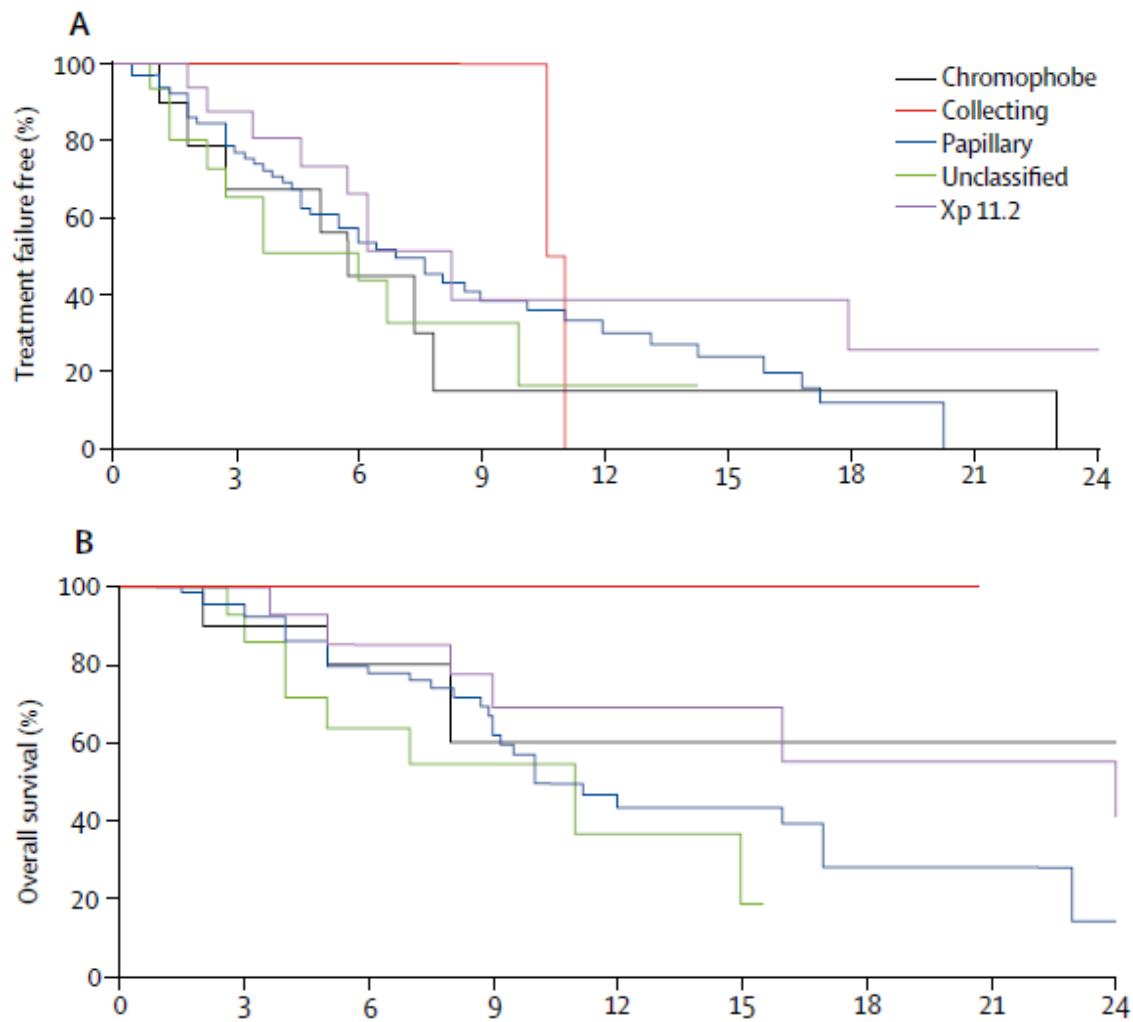 A
Treatment failure free (%)
100
80
60
40
20
0
0 3 6 9 12 15 18 21 24
Chromophobe
Collecting
Papillary
Unclassified
Xp 11.2
B
Overall survival (%)
100
80
60
40
20
0
0 3 6 9 12 15 18 21 24